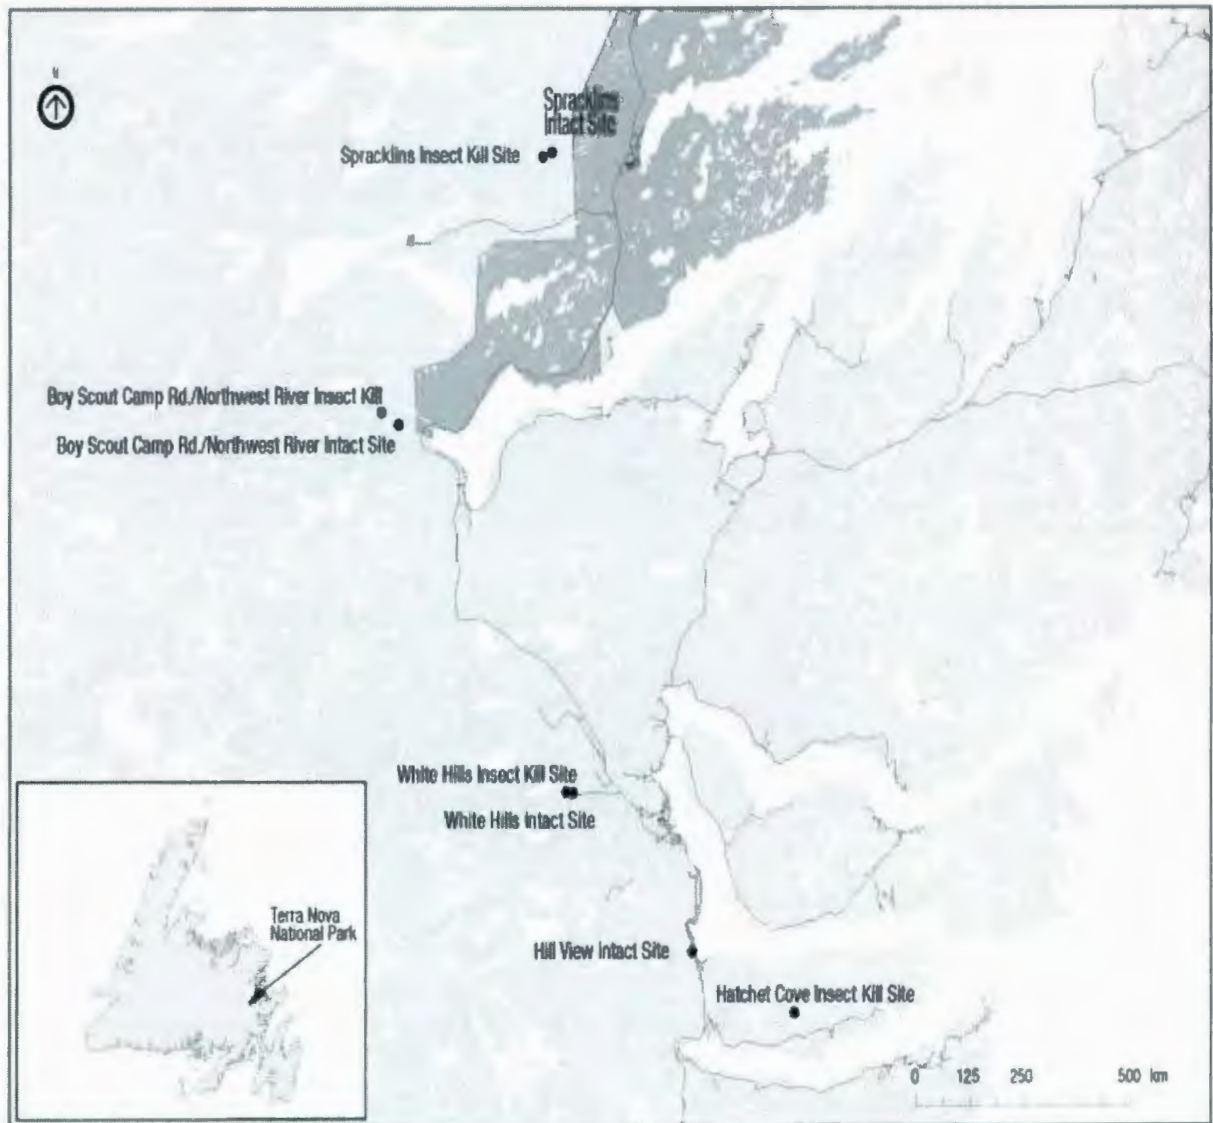 N
Spracklins
Intact Site
Spracklins Insect Kill Site
Boy Scout Camp Rd./Northwest River Insect Kill
Boy Scout Camp Rd./Northwest River Intact Site
White Hills Insect Kill Site
White Hills Intact Site
Terra Nova
National Park
Hill View Intact Site
Hatchet Cove Insect Kill Site
0 125 250 500 km